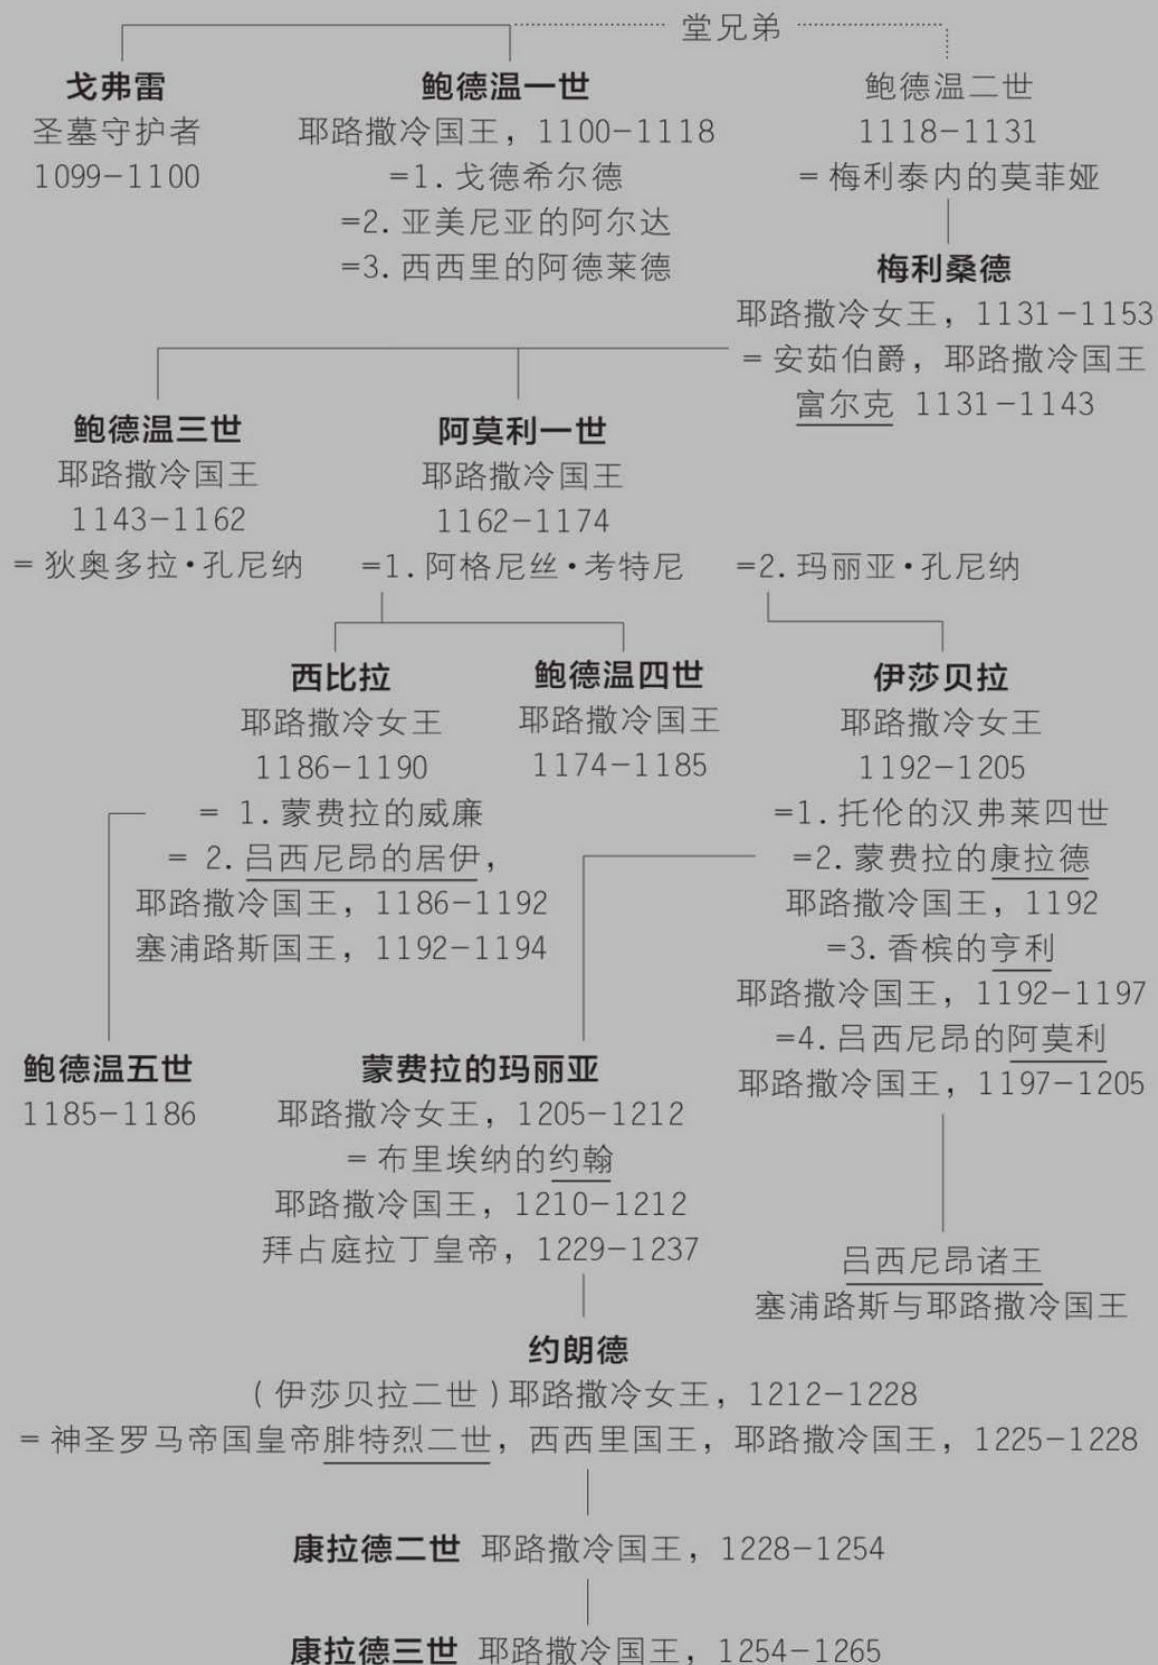 堂兄弟
戈弗雷
圣墓守护者
1099-1100
鲍德温一世
耶路撒冷国王，1100-1118
=1. 戈德希尔德
=2. 亚美尼亚的阿尔达
=3. 西西里的阿德莱德
鲍德温二世
1118-1131
= 梅利泰内的莫菲娅
梅利桑德
耶路撒冷女王，1131-1153
= 安茹伯爵，耶路撒冷国王
富尔克 1131-1143
鲍德温三世
耶路撒冷国王
1143-1162
= 狄奥多拉·孔尼纳
阿莫利一世
耶路撒冷国王
1162-1174
=1. 阿格尼丝·考特尼
=2. 玛丽亚·孔尼纳
西比拉
耶路撒冷女王
1186-1190
= 1. 蒙费拉的威廉
= 2. 吕西尼昂的居伊，
耶路撒冷国王，1186-1192
塞浦路斯国王，1192-1194
鲍德温四世
耶路撒冷国王
1174-1185
伊莎贝拉
耶路撒冷女王
1192-1205
=1. 托伦的汉弗莱四世
=2. 蒙费拉的康拉德
耶路撒冷国王，1192
=3. 香槟的亨利
耶路撒冷国王，1192-1197
=4. 吕西尼昂的阿莫利
耶路撒冷国王，1197-1205
鲍德温五世
1185-1186
蒙费拉的玛丽亚
耶路撒冷女王，1205-1212
= 布里埃纳的约翰
耶路撒冷国王，1210-1212
拜占庭拉丁皇帝，1229-1237
吕西尼昂诸王
塞浦路斯与耶路撒冷国王
约朗德
（伊莎贝拉二世）耶路撒冷女王，1212-1228
= 神圣罗马帝国皇帝腓特烈二世，西西里国王，耶路撒冷国王，1225-1228
康拉德二世 耶路撒冷国王，1228-1254
康拉德三世 耶路撒冷国王，1254-1265